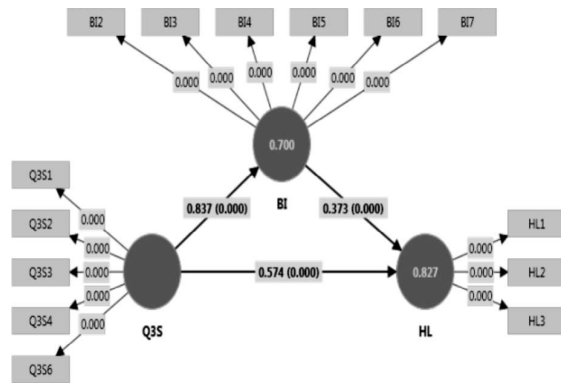 BI2 BI3 BI4 BI5 BI6 BI7
0.000 0.000 0.000 0.000 0.000 0.000
0.700
BI
Q3S1
Q3S2
Q3S3
Q3S4
Q3S6
0.000
0.000
0.000
0.000
0.000
Q3S
0.837 (0.000)
0.373 (0.000)
0.574 (0.000)
0.827
HL
0.000
0.000
0.000
HL1
HL2
HL3